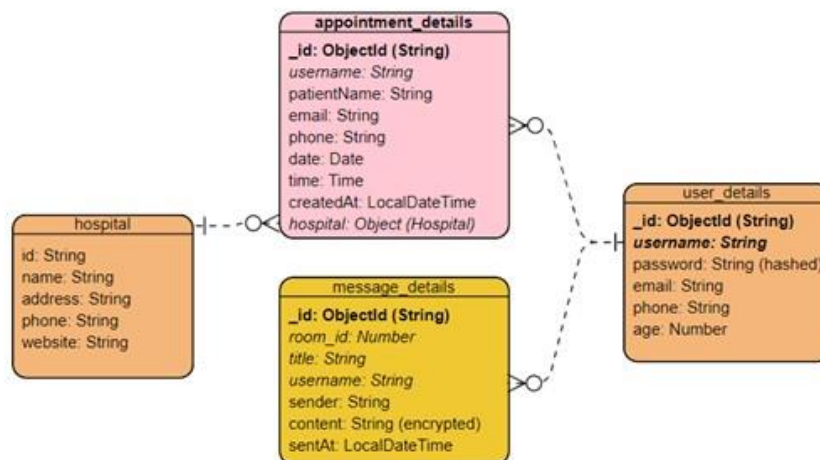 appointment_details
_id: ObjectId (String)
username: String
patientName: String
email: String
phone: String
date: Date
time: Time
createdAt: LocalDateTime
hospital: Object (Hospital)
hospital
id: String
name: String
address: String
phone: String
website: String
message_details
_id: ObjectId (String)
room_id: Number
title: String
username: String
sender: String
content: String (encrypted)
sentAt: LocalDateTime
user_details
_id: ObjectId (String)
username: String
password: String (hashed)
email: String
phone: String
age: Number